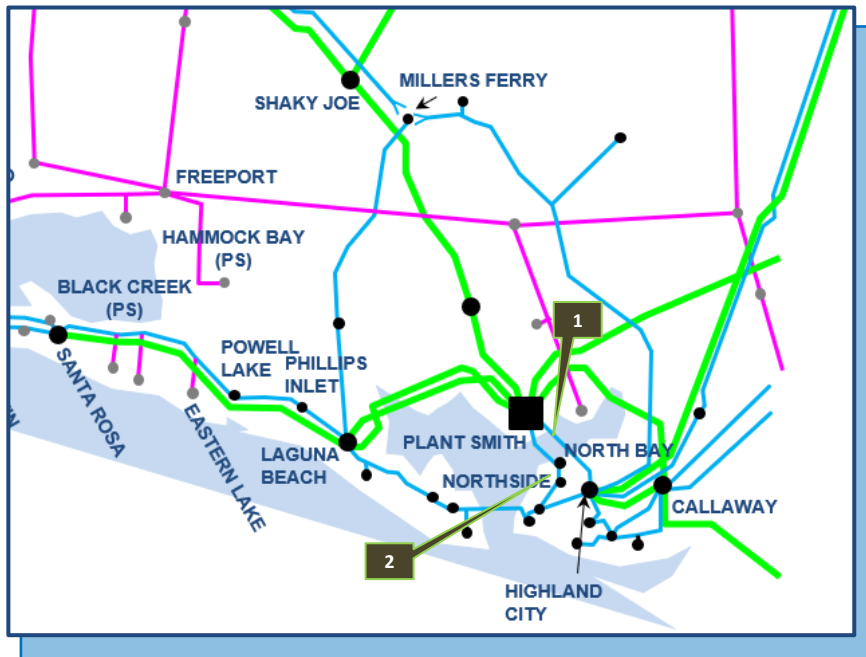 MILLERS FERRY
SHAKY JOE
FREEPORT
HAMMOCK BAY
(PS)
BLACK CREEK
(PS)
1
POWELL
LAKE
PHILLIPS
INLET
SANTA ROSA
EASTERN LAKE
LAGUNA
BEACH
PLANT SMITH
NORTH BAY
NORTHSIDE
CALLAWAY
2
HIGHLAND
CITY